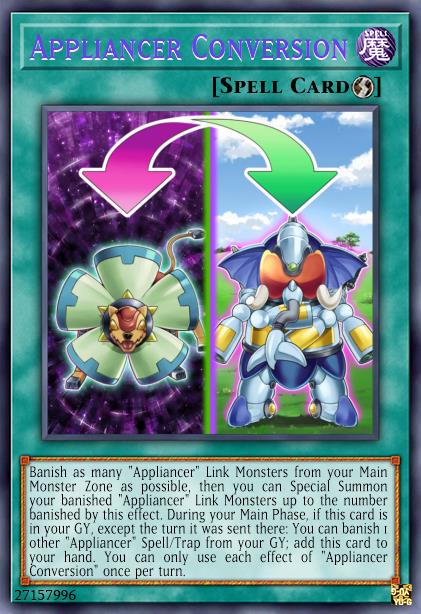 Appliancer Conversion
SPELL
魔
[Spell Card]
Banish as many "Appliancer" Link Monsters from your Main
Monster Zone as possible, then you can Special Summon
your banished "Appliancer" Link Monsters up to the number
banished by this effect. During your Main Phase, if this card is
in your GY, except the turn it was sent there: You can banish 1
other "Appliancer" Spell/Trap from your GY; add this card to
your hand. You can only use each effect of "Appliancer
Conversion" once per turn.
27157996